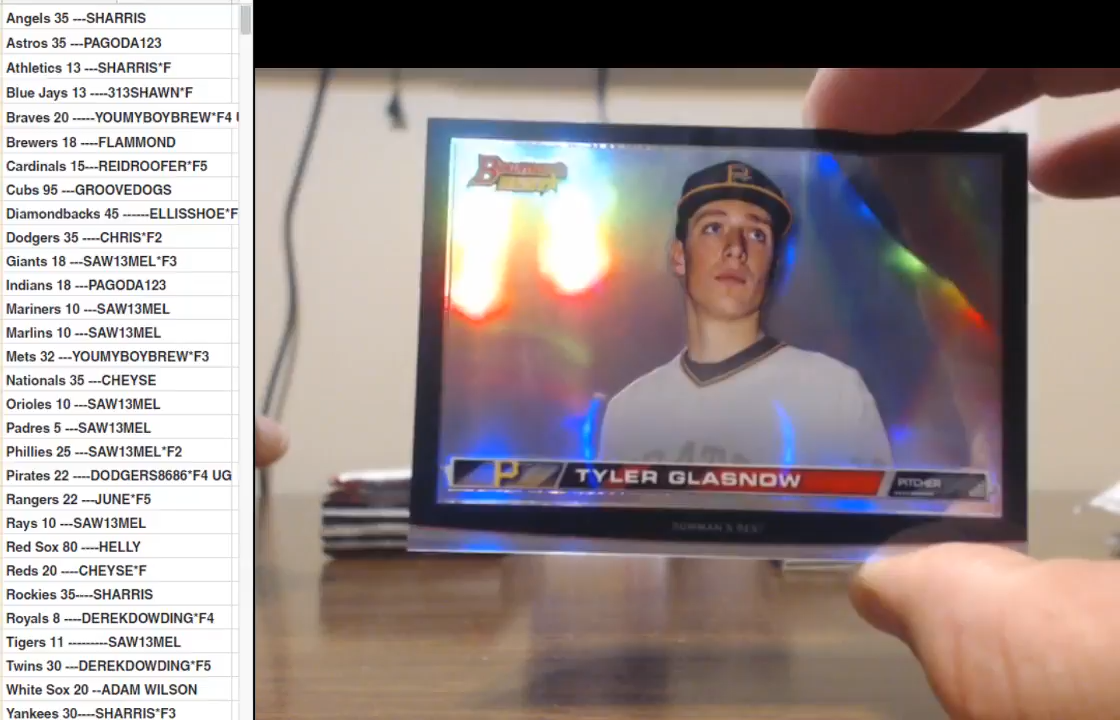 Angels 35 ---SHARRIS
Astros 35 ---PAGODA123
Athletics 13 ---SHARRIS*F
Blue Jays 13 ----313SHAWN*F
Braves 20 -----YOUMYBOYBREW*F4 U
Brewers 18 ----FLAMMOND
Cardinals 15---REIDROOFER*F5
Cubs 95 ---GROOVEDOGS
Diamondbacks 45 ------ELLISSHOE*F
Dodgers 35 ----CHRIS*F2
Giants 18 ---SAW13MEL*F3
Indians 18 ---PAGODA123
Mariners 10 ---SAW13MEL
Marlins 10 ---SAW13MEL
Mets 32 ---YOUMYBOYBREW*F3
Nationals 35 ---CHEYSE
Orioles 10 ---SAW13MEL
Padres 5 ---SAW13MEL
Phillies 25 ---SAW13MEL*F2
Pirates 22 ----DODGERS8686*F4 UG
Rangers 22 ---JUNE*F5
Rays 10 ---SAW13MEL
Red Sox 80 ----HELLY
Reds 20 ----CHEYSE*F
Rockies 35----SHARRIS
Royals 8 ----DEREKDOWDING*F4
Tigers 11 ---------SAW13MEL
Twins 30 ---DEREKDOWDING*F5
White Sox 20 --ADAM WILSON
Yankees 30----SHARRIS*F3
BOWMAN'S
BEST
P
P TYLER GLASNOW PITCHER
BOWMAN'S BEST